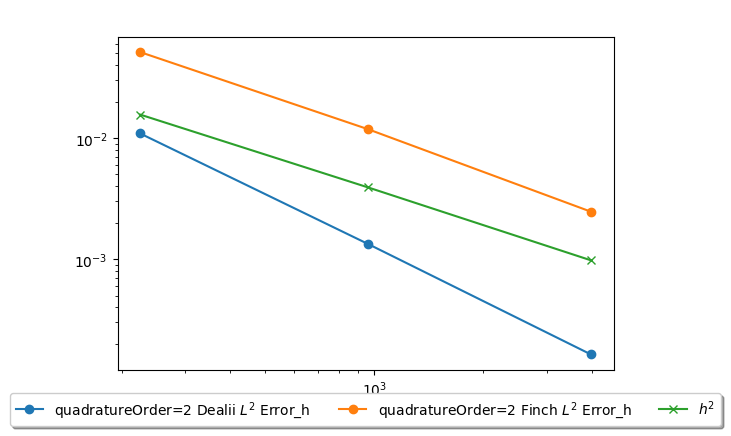 10⁻²
10⁻³
10³
quadratureOrder=2 Dealii L² Error_h quadratureOrder=2 Finch L² Error_h h²